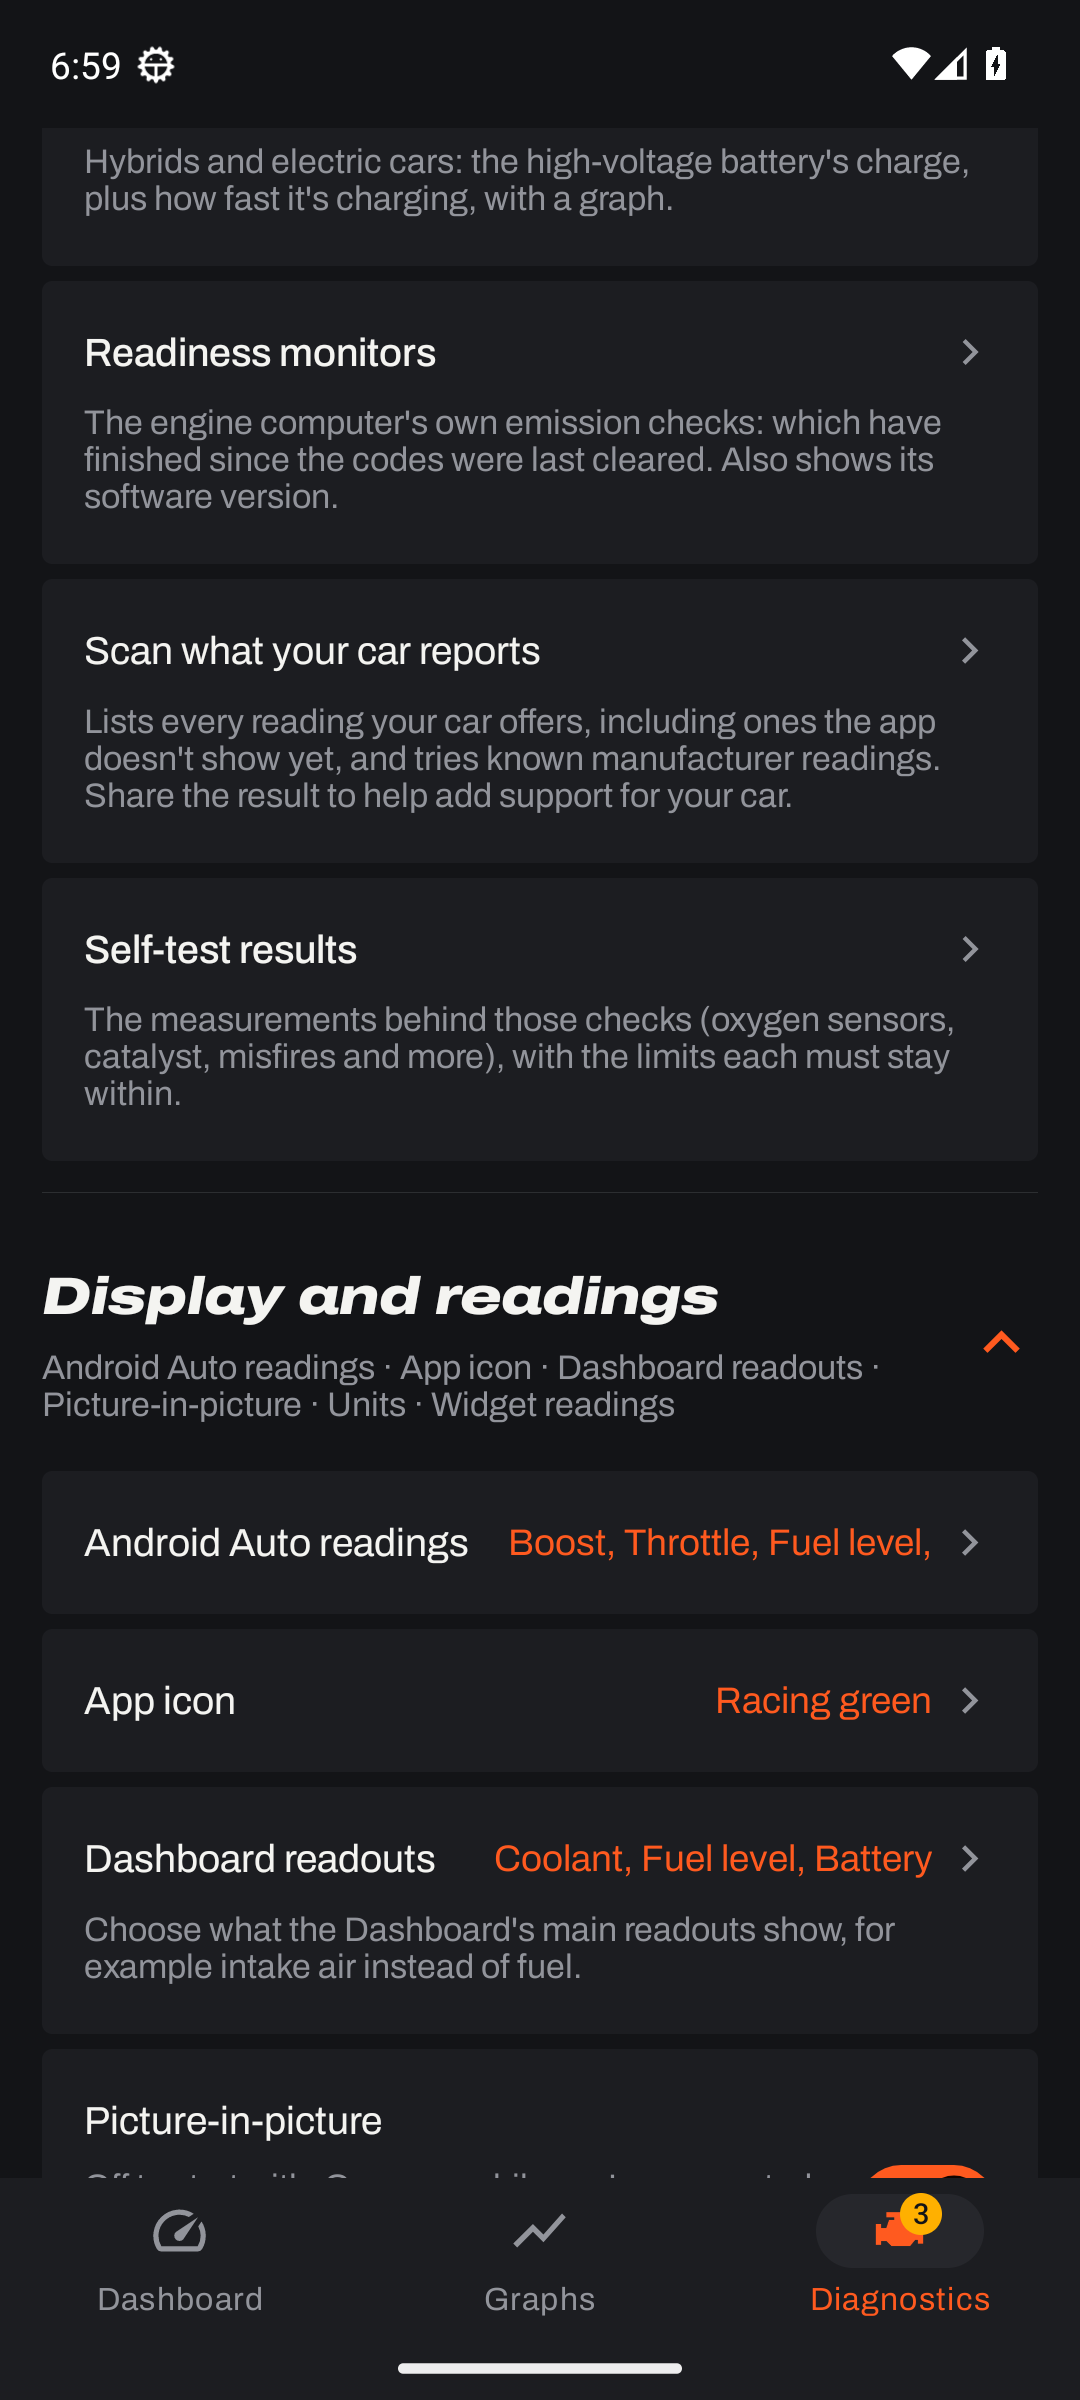 6:59
Hybrids and electric cars: the high-voltage battery's charge,
plus how fast it's charging, with a graph.
Readiness monitors
The engine computer's own emission checks: which have
finished since the codes were last cleared. Also shows its
software version.
Scan what your car reports
Lists every reading your car offers, including ones the app
doesn't show yet, and tries known manufacturer readings.
Share the result to help add support for your car.
Self-test results
The measurements behind those checks (oxygen sensors,
catalyst, misfires and more), with the limits each must stay
within.
Display and readings
Android Auto readings · App icon · Dashboard readouts ·
Picture-in-picture · Units · Widget readings
Android Auto readings Boost, Throttle, Fuel level,
App icon Racing green
Dashboard readouts Coolant, Fuel level, Battery
Choose what the Dashboard's main readouts show, for
example intake air instead of fuel.
Picture-in-picture
3
Dashboard Graphs Diagnostics